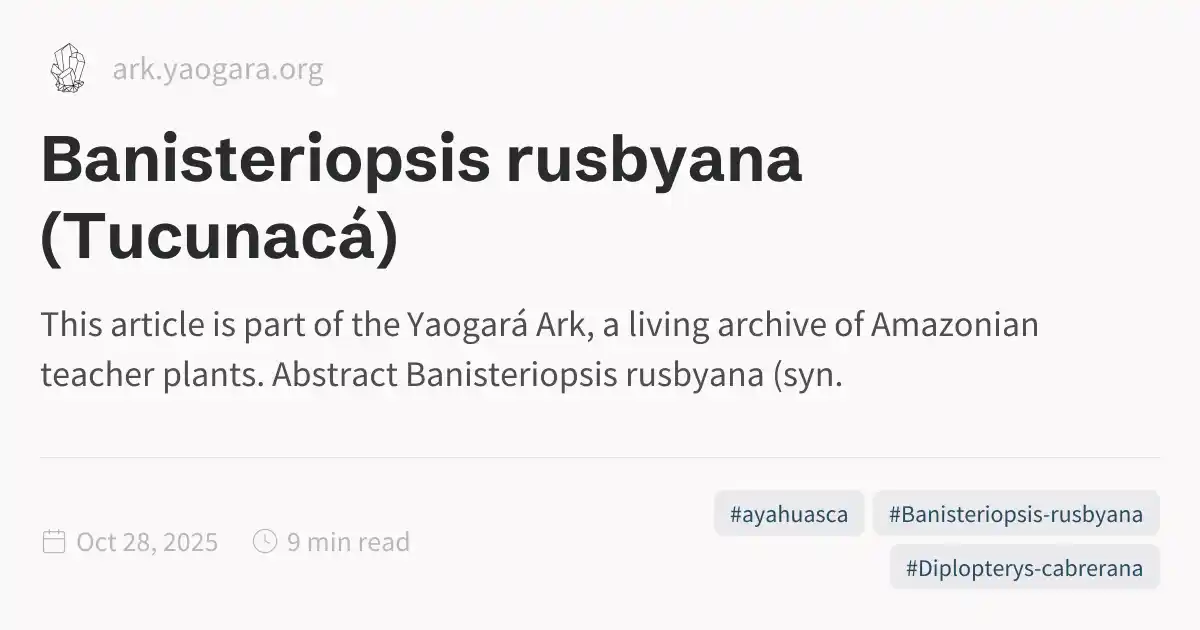 ark.yaogara.org
Banisteriopsis rusbyana
(Tucunacá)
This article is part of the Yaogará Ark, a living archive of Amazonian
teacher plants. Abstract Banisteriopsis rusbyana (syn.
Oct 28, 2025
9 min read
#ayahuasca
#Banisteriopsis-rusbyana
#Diplopterys-cabrerana